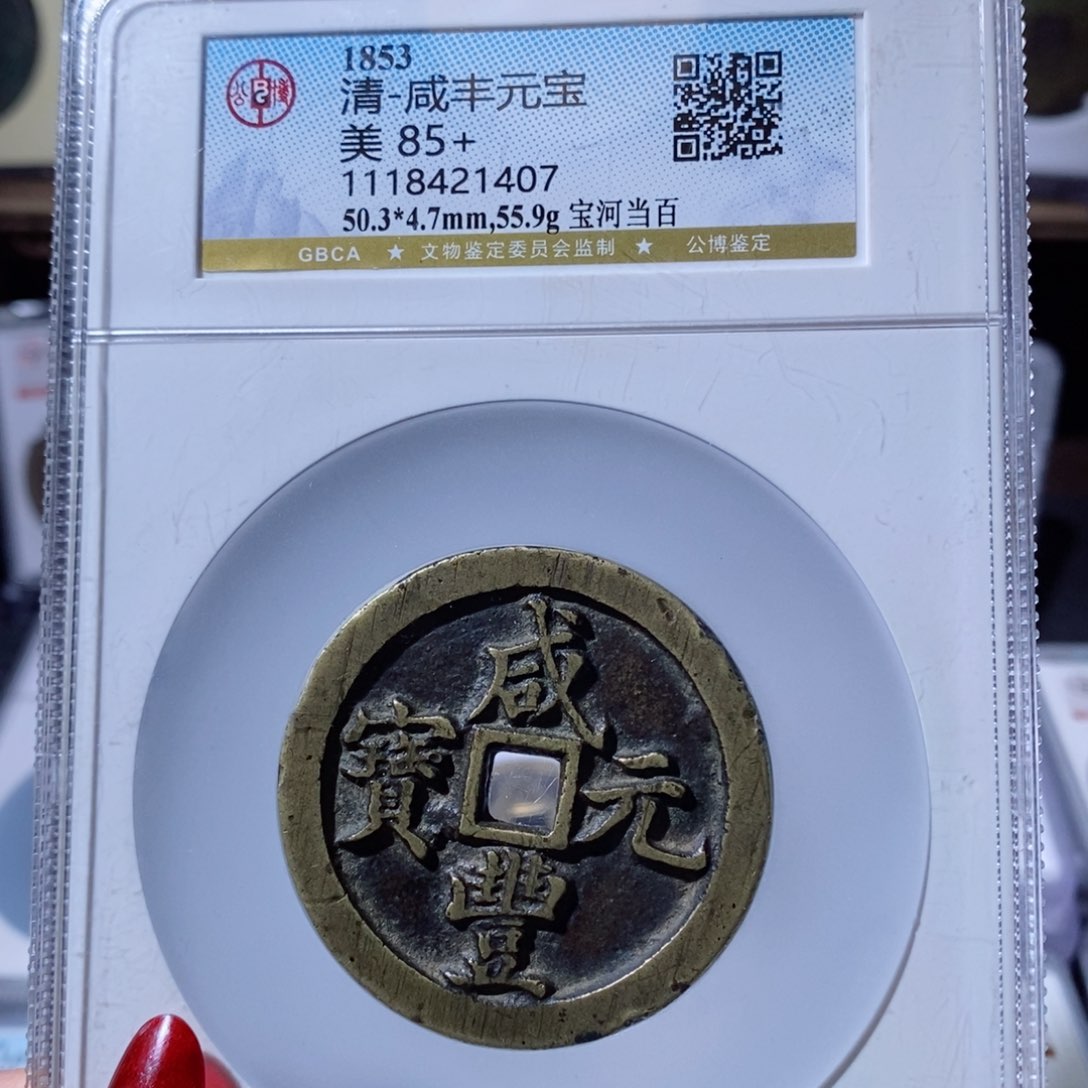 1853
清-咸丰元宝
美 85+
1118421407
50.3*4.7mm,55.9g 宝河当百
GBCA ★ 文物鉴定委员会监制 ★ 公博鉴定
咸
豐
元
寶